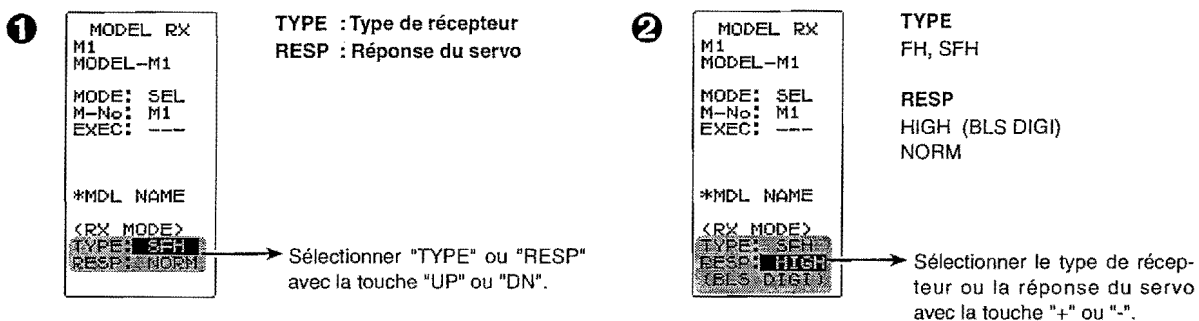 ❶
MODEL RX
M1
MODEL-M1
MODE: SEL
M-No: M1
EXEC: ---
*MDL NAME
<RX MODE>
TYPE: SFH
RESP: NORM
TYPE : Type de récepteur
RESP : Réponse du servo
Sélectionner "TYPE" ou "RESP"
avec la touche "UP" ou "DN".
❷
MODEL RX
M1
MODEL-M1
MODE: SEL
M-No: M1
EXEC: ---
*MDL NAME
<RX MODE>
TYPE: SFH
RESP: HIGH
(BLS DIGI)
TYPE
FH, SFH
RESP
HIGH (BLS DIGI)
NORM
Sélectionner le type de récep-
teur ou la réponse du servo
avec la touche "+" ou "-".